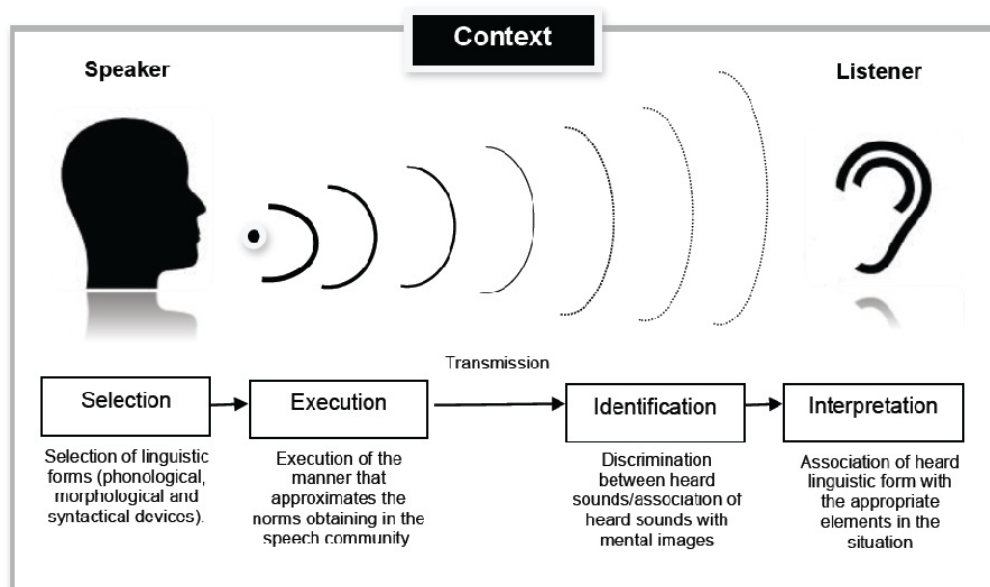 Context
Speaker
Listener
Transmission
Selection
Execution
Identification
Interpretation
Selection of linguistic
forms (phonological,
morphological and
syntactical devices).
Execution of the
manner that
approximates the
norms obtaining in the
speech community
Discrimination
between heard
sounds/association of
heard sounds with
mental images
Association of heard
linguistic form with
the appropriate
elements in the
situation